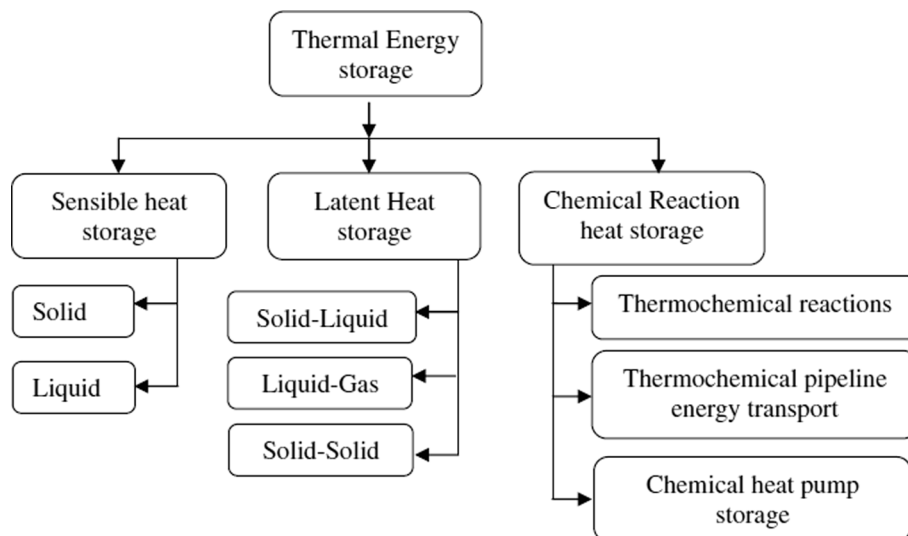 Thermal Energy
storage
Sensible heat
storage
Latent Heat
storage
Chemical Reaction
heat storage
Solid
Liquid
Solid-Liquid
Liquid-Gas
Solid-Solid
Thermochemical reactions
Thermochemical pipeline
energy transport
Chemical heat pump
storage